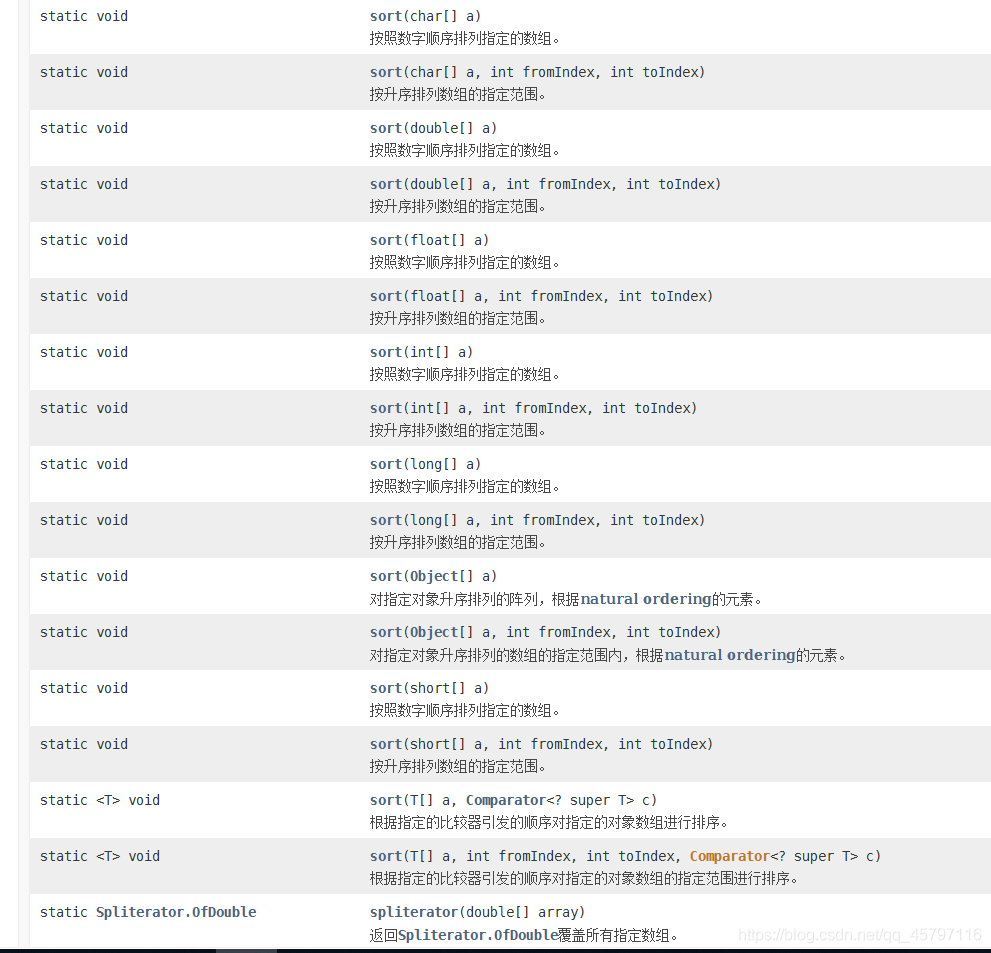 static void sort(char[] a)
按照数字顺序排列指定的数组。
static void sort(char[] a, int fromIndex, int toIndex)
按升序排列数组的指定范围。
static void sort(double[] a)
按照数字顺序排列指定的数组。
static void sort(double[] a, int fromIndex, int toIndex)
按升序排列数组的指定范围。
static void sort(float[] a)
按照数字顺序排列指定的数组。
static void sort(float[] a, int fromIndex, int toIndex)
按升序排列数组的指定范围。
static void sort(int[] a)
按照数字顺序排列指定的数组。
static void sort(int[] a, int fromIndex, int toIndex)
按升序排列数组的指定范围。
static void sort(long[] a)
按照数字顺序排列指定的数组。
static void sort(long[] a, int fromIndex, int toIndex)
按升序排列数组的指定范围。
static void sort(Object[] a)
对指定对象升序排列的阵列，根据natural ordering的元素。
static void sort(Object[] a, int fromIndex, int toIndex)
对指定对象升序排列的数组的指定范围内，根据natural ordering的元素。
static void sort(short[] a)
按照数字顺序排列指定的数组。
static void sort(short[] a, int fromIndex, int toIndex)
按升序排列数组的指定范围。
static <T> void sort(T[] a, Comparator<? super T> c)
根据指定的比较器引发的顺序对指定的对象数组进行排序。
static <T> void sort(T[] a, int fromIndex, int toIndex, Comparator<? super T> c)
根据指定的比较器引发的顺序对指定的对象数组的指定范围进行排序。
static Spliterator.OfDouble spliterator(double[] array)
返回Spliterator.OfDouble覆盖所有指定数组。
https://blog.csdn.net/qq_45797116